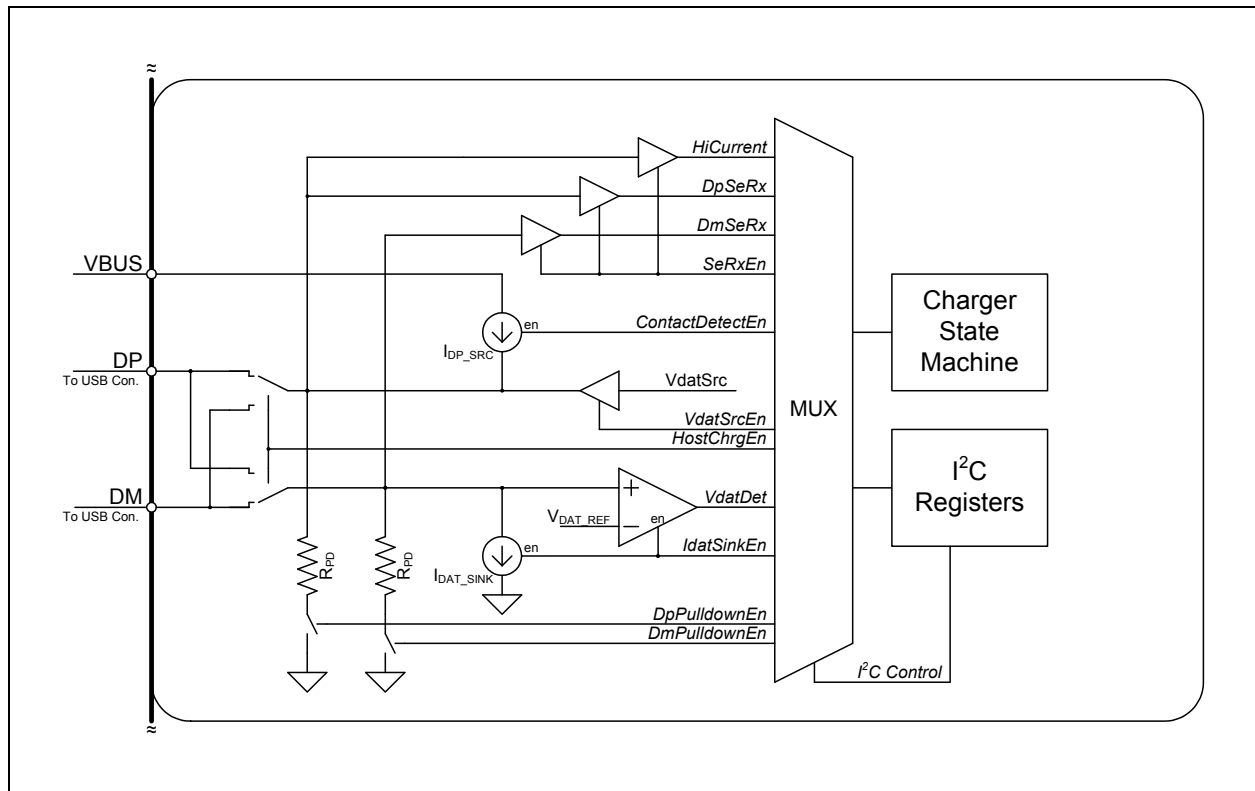 HiCurrent
DpSeRx
DmSeRx
VBUS
SeRxEn
en
ContactDetectEn
I_DP_SRC
Charger
State
Machine
DP
To USB Con.
VdatSrc
MUX
VdatSrcEn
HostChrgEn
DM
To USB Con.
+
VdatDet
V_DAT_REF
−
en
I²C
Registers
R_PD
R_PD
en
IdatSinkEn
I_DAT_SINK
DpPulldownEn
DmPulldownEn
I²C Control